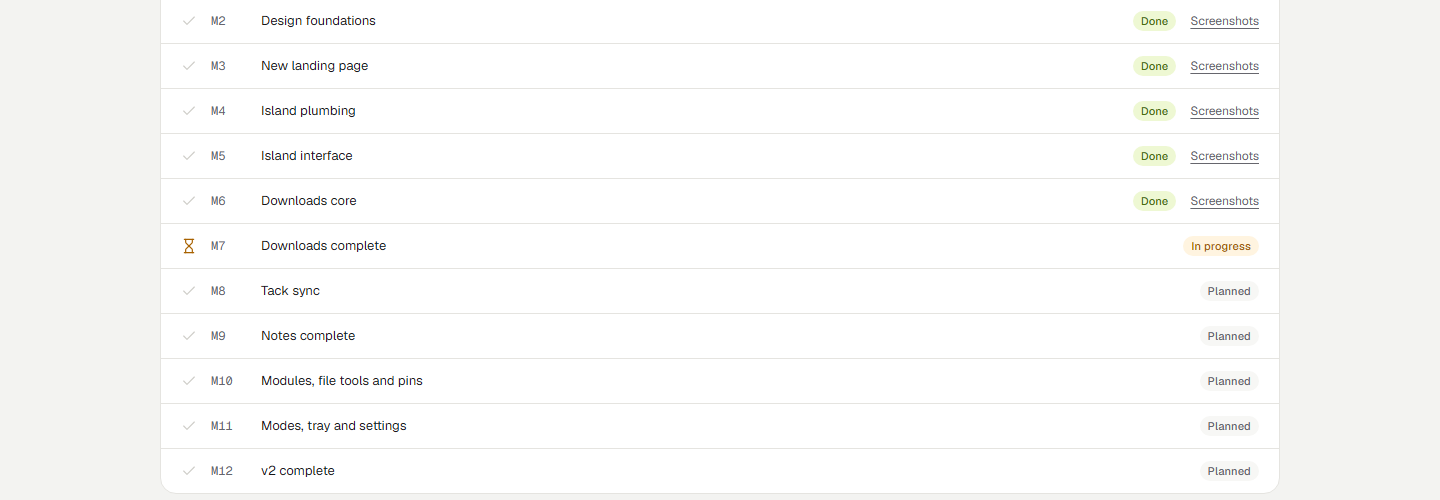 M2 Design foundations Done Screenshots
M3 New landing page Done Screenshots
M4 Island plumbing Done Screenshots
M5 Island interface Done Screenshots
M6 Downloads core Done Screenshots
M7 Downloads complete In progress
M8 Tack sync Planned
M9 Notes complete Planned
M10 Modules, file tools and pins Planned
M11 Modes, tray and settings Planned
M12 v2 complete Planned